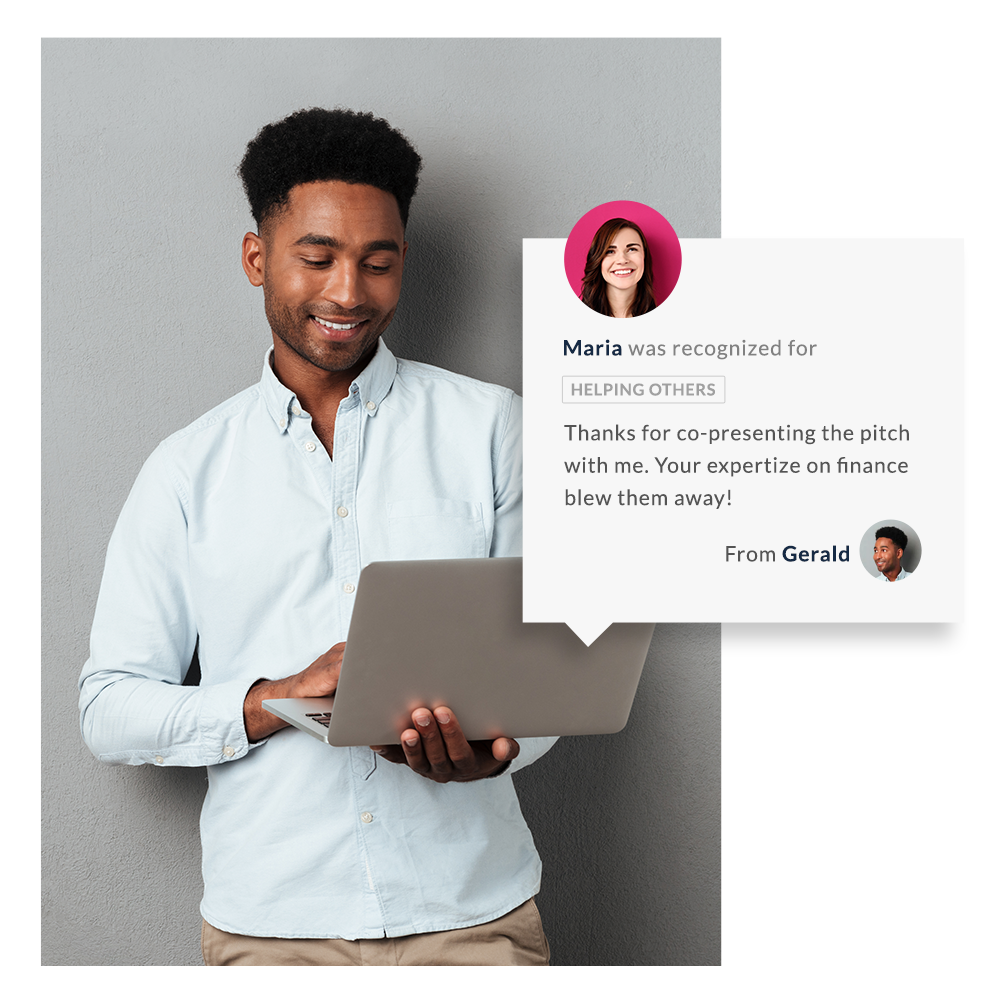 Maria was recognized for
HELPING OTHERS
Thanks for co-presenting the pitch
with me. Your expertize on finance
blew them away!
From Gerald